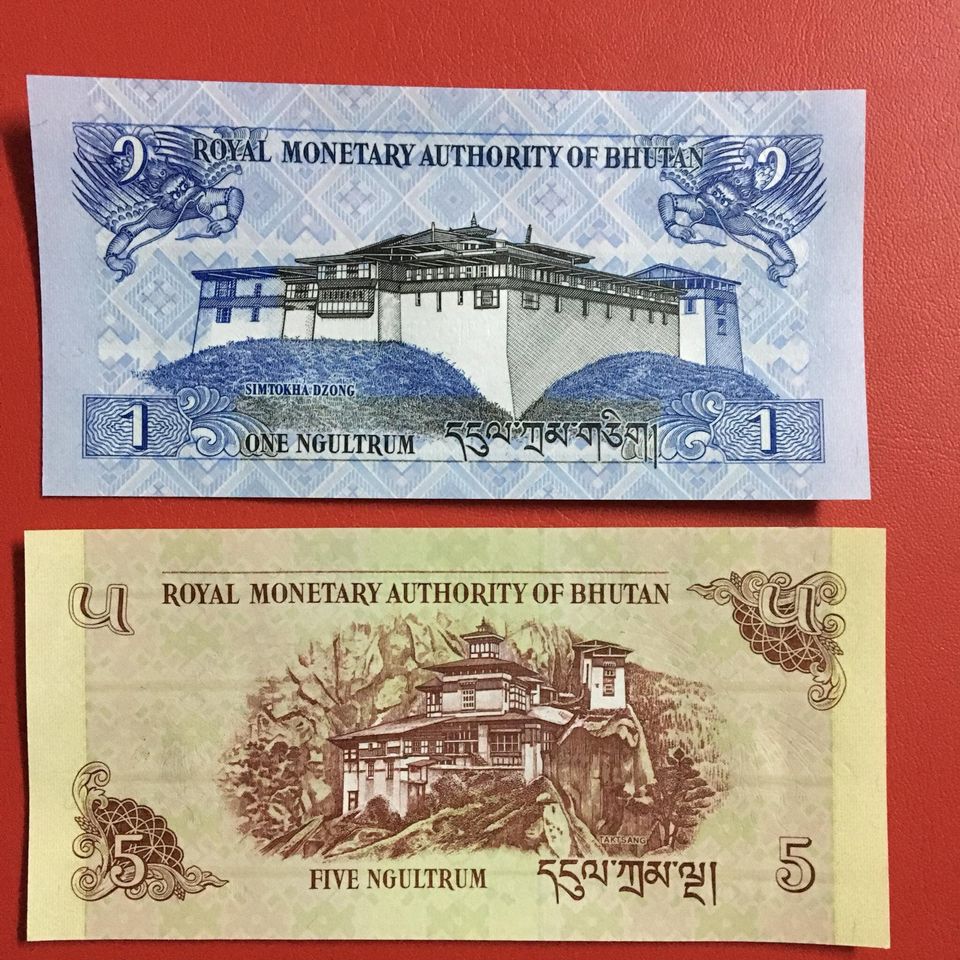 ༡ ༡
ROYAL MONETARY AUTHORITY OF BHUTAN
SIMTOKHA DZONG
1 1
ONE NGULTRUM དངུལ་ཀྲམ་གཅིག།
༥ ༥
ROYAL MONETARY AUTHORITY OF BHUTAN
TAKTSANG
5 5
FIVE NGULTRUM དངུལ་ཀྲམ་ལྔ།